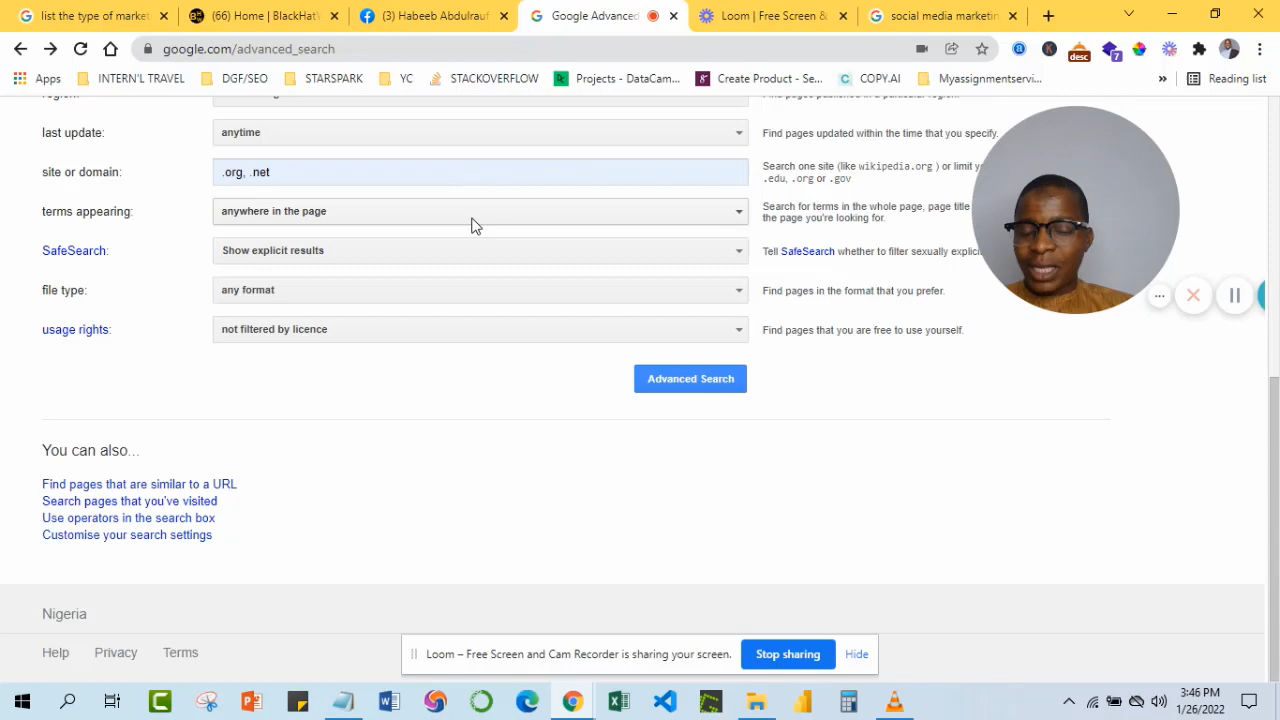 list the type of market
(66) Home | BlackHat
(3) Habeeb Abdulrauf
Google Advanced
Loom | Free Screen &
social media marketin
google.com/advanced_search
desc
7
Apps
INTERN'L TRAVEL
DGF/SEO
STARSPARK
YC
STACKOVERFLOW
Projects - DataCam...
Create Product - Se...
COPY.AI
Myassignmentservi...
Reading list
last update:
anytime
Find pages updated within the time that you specify.
site or domain:
.org, .net
Search one site (like wikipedia.org ) or limit
.edu, .org or .gov
terms appearing:
anywhere in the page
Search for terms in the whole page, page title
the page you're looking for.
SafeSearch:
Show explicit results
Tell SafeSearch whether to filter sexually
file type:
any format
Find pages in the format that you prefer.
usage rights:
not filtered by licence
Find pages that you are free to use yourself.
Advanced Search
You can also...
Find pages that are similar to a URL
Search pages that you've visited
Use operators in the search box
Customise your search settings
Nigeria
Help
Privacy
Terms
Loom – Free Screen and Cam Recorder is sharing your screen.
Stop sharing
Hide
3:46 PM
1/26/2022